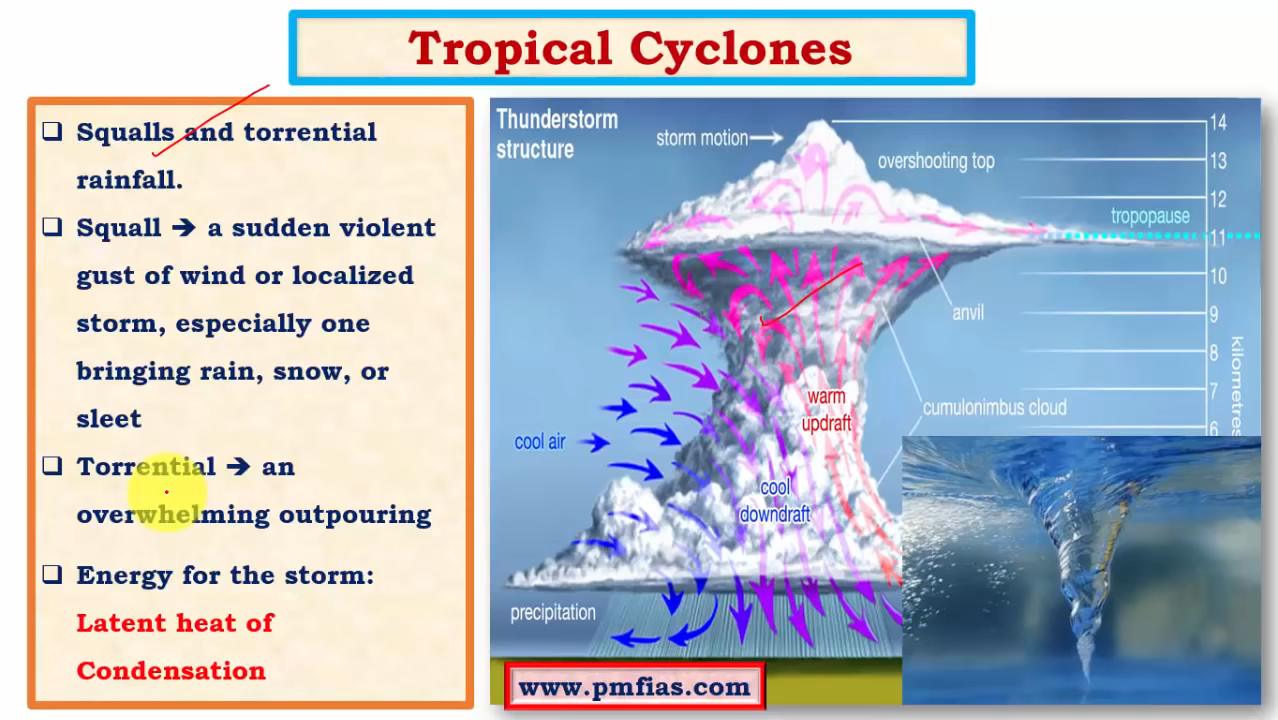 Tropical Cyclones
❑ Squalls and torrential
rainfall.
❑ Squall ➔ a sudden violent
gust of wind or localized
storm, especially one
bringing rain, snow, or
sleet
❑ Torrential ➔ an
overwhelming outpouring
❑ Energy for the storm:
Latent heat of
Condensation
Thunderstorm
structure
storm motion
overshooting top
tropopause
anvil
cumulonimbus cloud
warm
updraft
cool air
cool
downdraft
precipitation
14
13
12
11
10
9
8
7
6
kilometres
www.pmfias.com